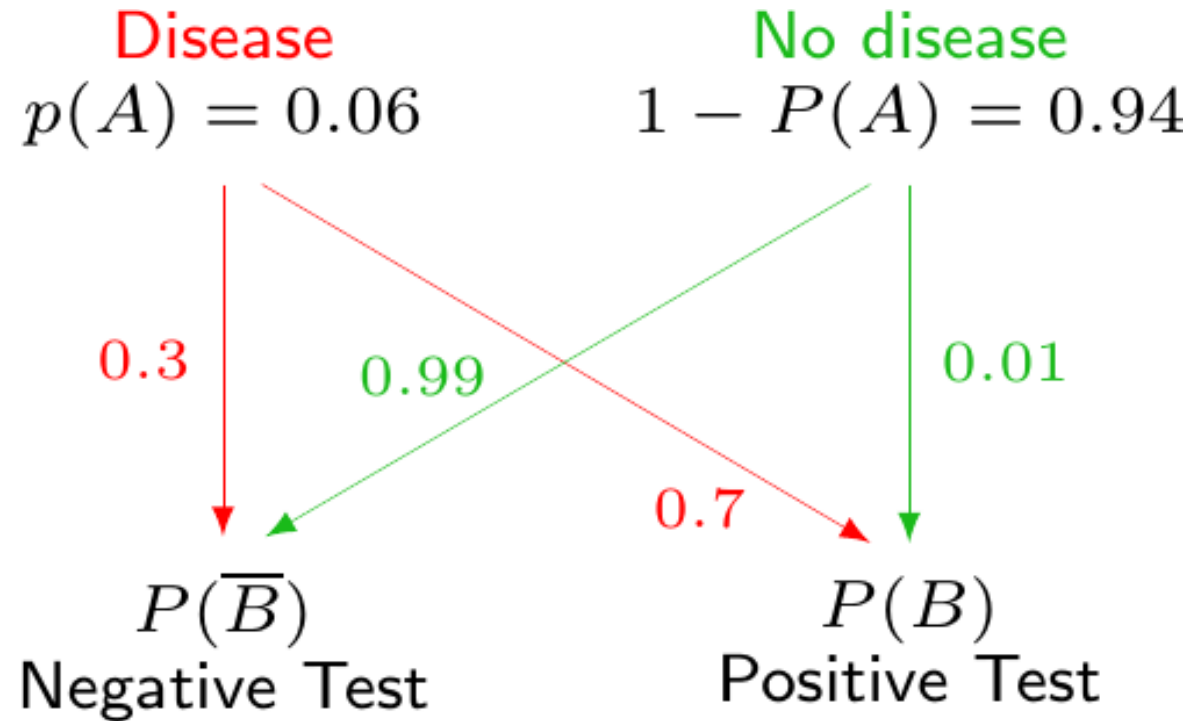 Disease
p(A) = 0.06
No disease
1 − P(A) = 0.94
0.3
0.99
0.7
0.01
P(B̅)
Negative Test
P(B)
Positive Test